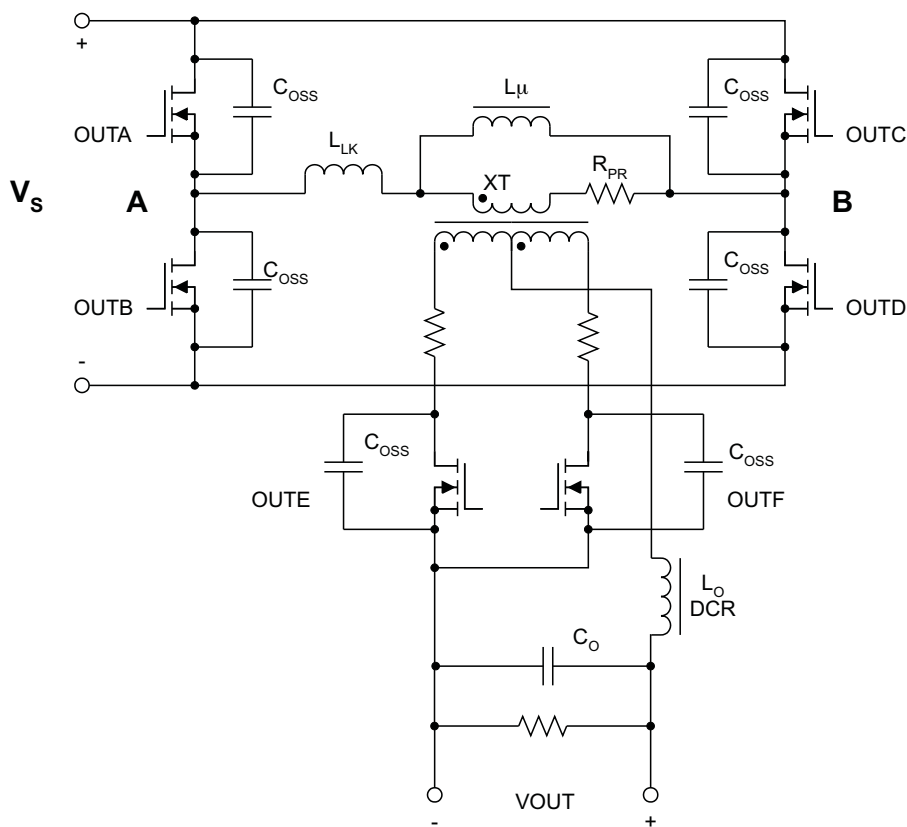 +
C_OSS
Lμ
C_OSS
OUTA
L_LK
OUTC
R_PR
XT
V_S
A
B
C_OSS
C_OSS
OUTB
OUTD
-
C_OSS
C_OSS
OUTE
OUTF
L_O
DCR
C_O
VOUT
-
+